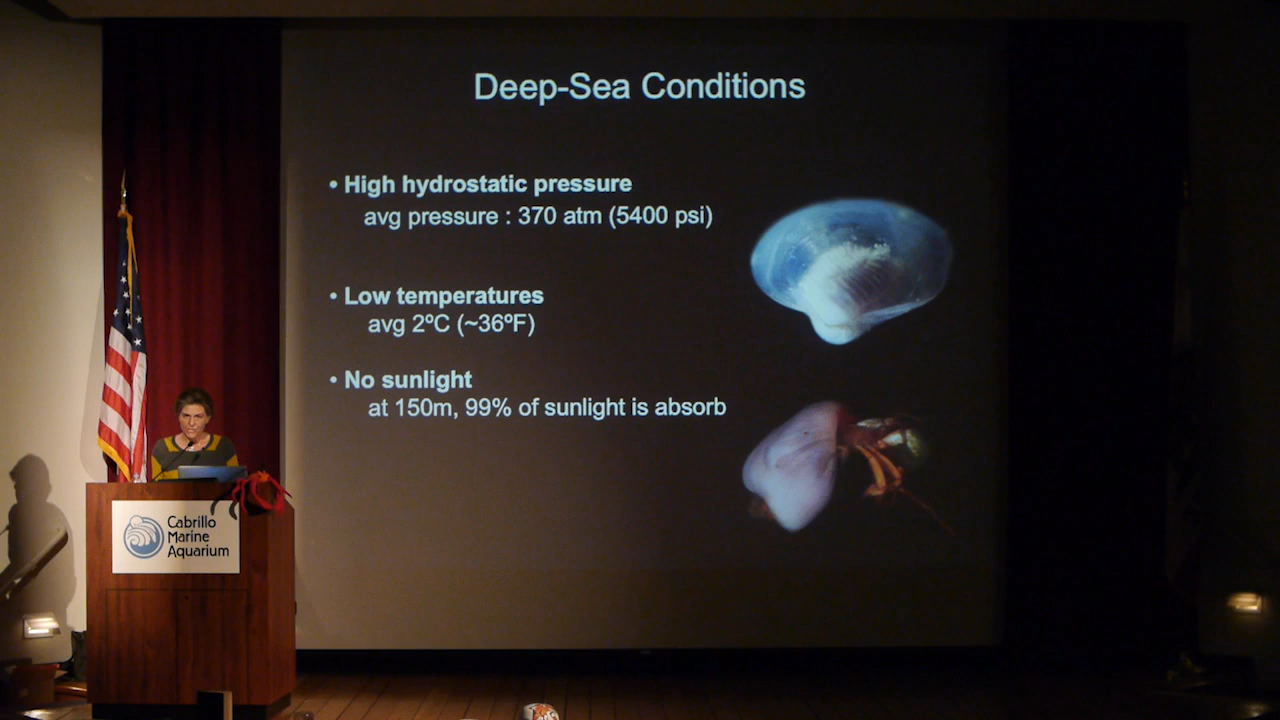 Deep-Sea Conditions
• High hydrostatic pressure
avg pressure : 370 atm (5400 psi)
• Low temperatures
avg 2ºC (~36ºF)
• No sunlight
at 150m, 99% of sunlight is absorb
Cabrillo
Marine
Aquarium